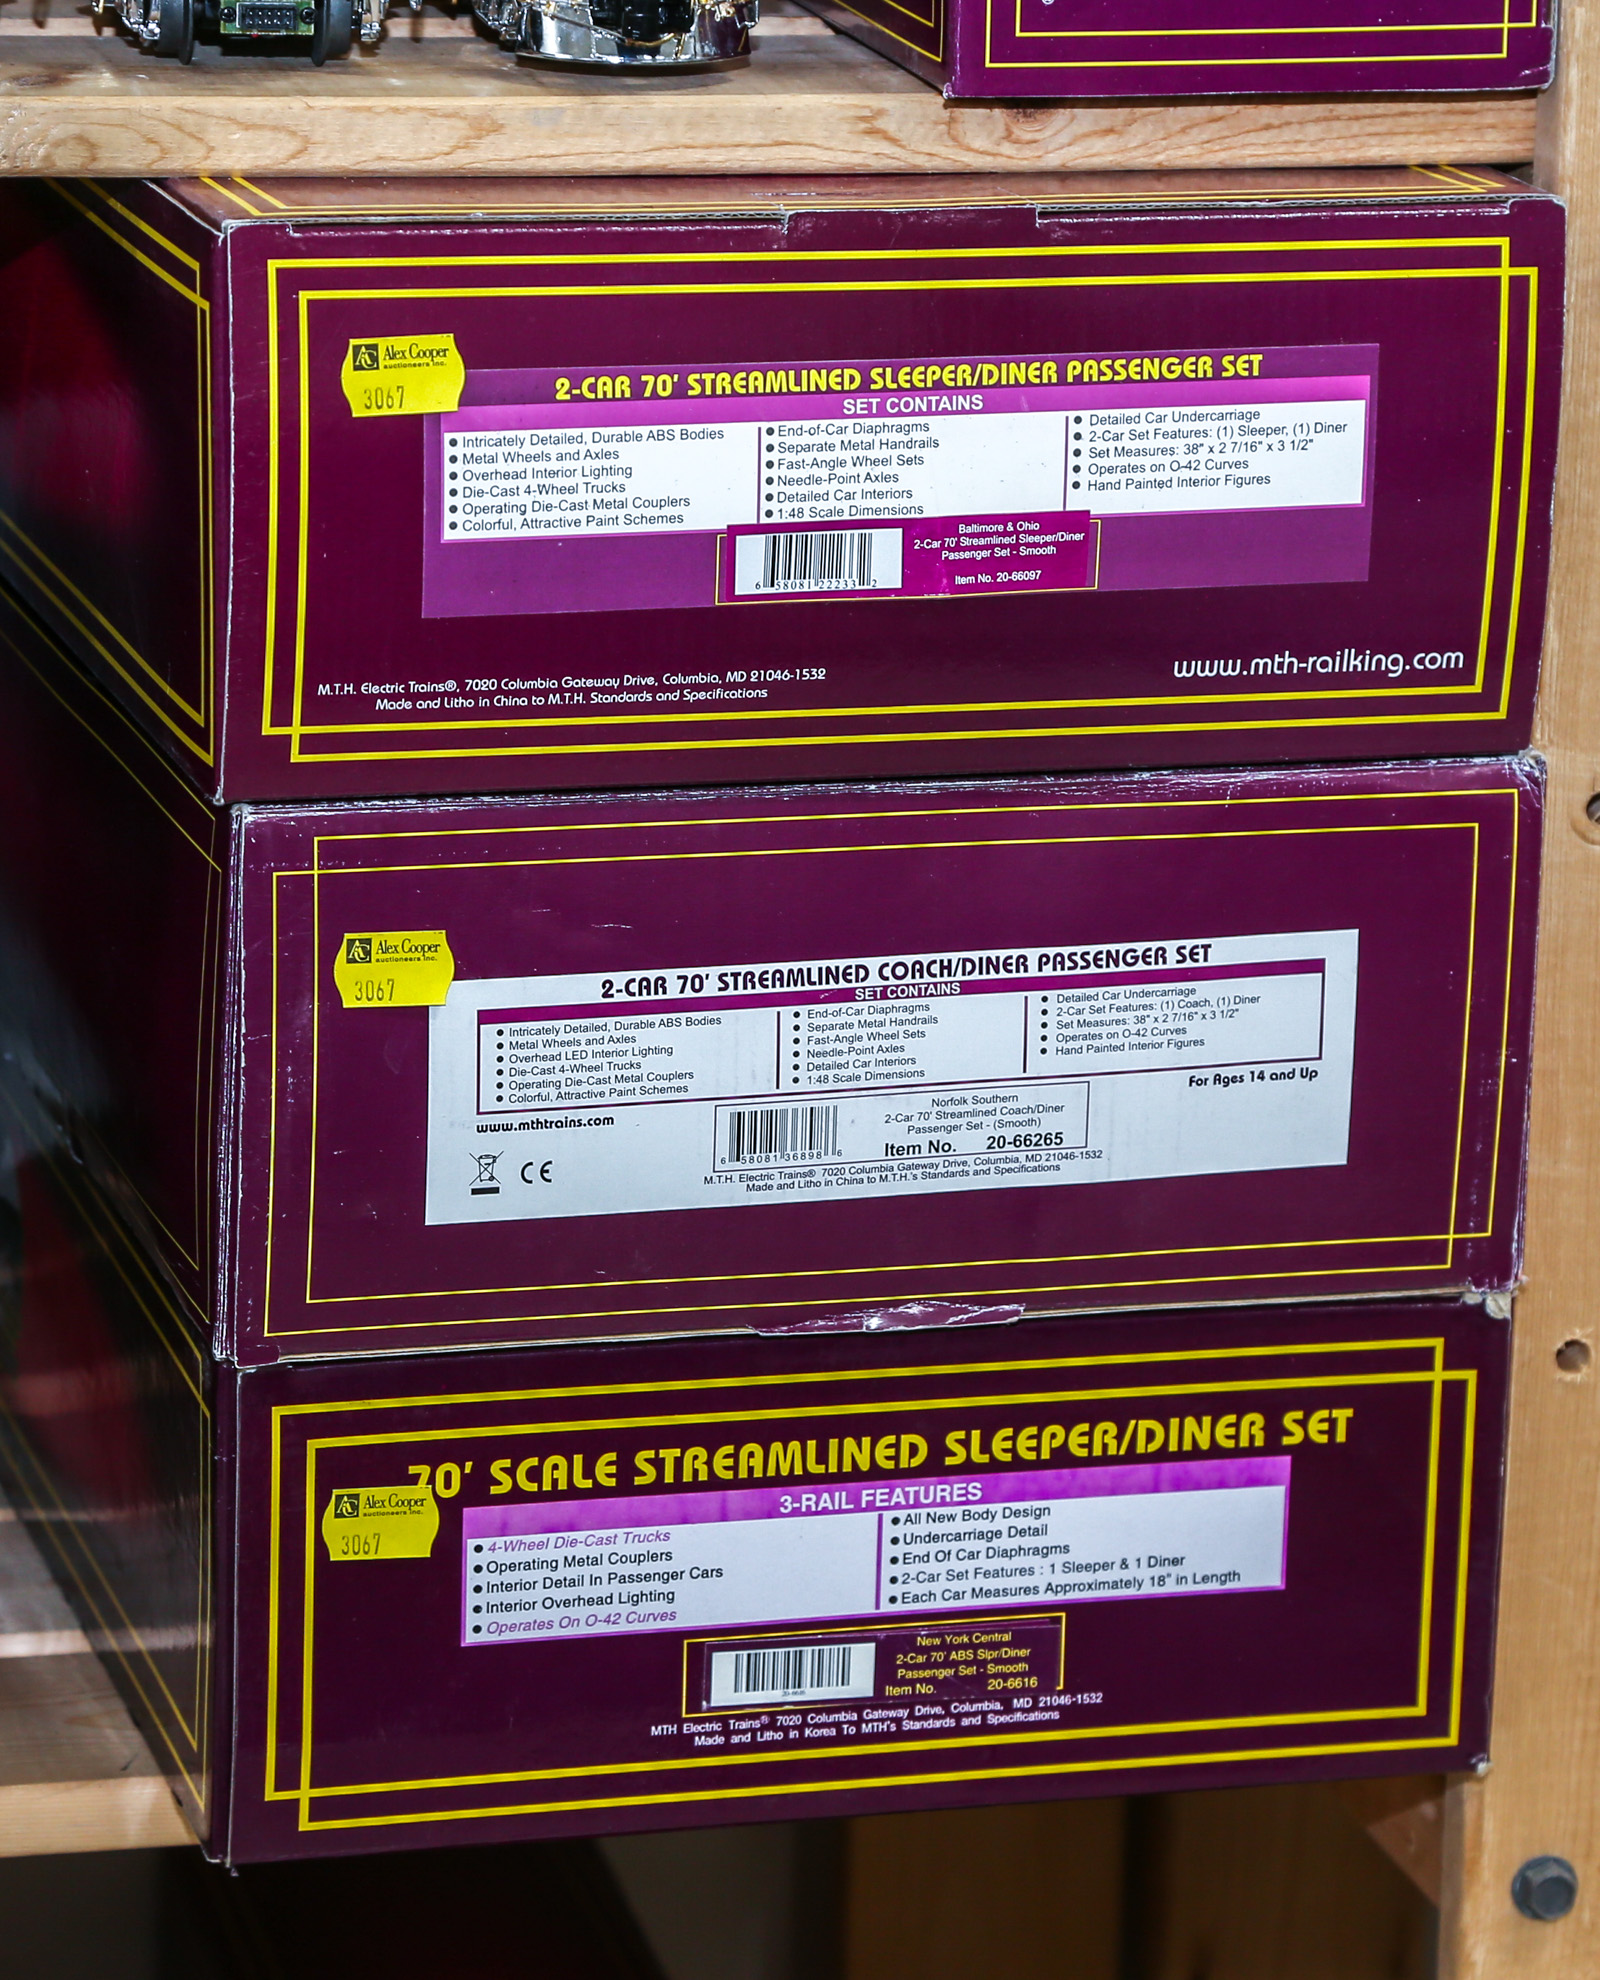 Alex Cooper
auctioneers inc.
3067
2-CAR 70' STREAMLINED SLEEPER/DINER PASSENGER SET
SET CONTAINS
• Intricately Detailed, Durable ABS Bodies
• Metal Wheels and Axles
• Overhead Interior Lighting
• Die-Cast 4-Wheel Trucks
• Operating Die-Cast Metal Couplers
• Colorful, Attractive Paint Schemes
• End-of-Car Diaphragms
• Separate Metal Handrails
• Fast-Angle Wheel Sets
• Needle-Point Axles
• Detailed Car Interiors
• 1:48 Scale Dimensions
• Detailed Car Undercarriage
• 2-Car Set Features: (1) Sleeper, (1) Diner
• Set Measures: 38" x 2 7/16" x 3 1/2"
• Operates on O-42 Curves
• Hand Painted Interior Figures
6 58081 22233 2
Baltimore & Ohio
2-Car 70' Streamlined Sleeper/Diner
Passenger Set - Smooth
Item No. 20-66097
M.T.H. Electric Trains®, 7020 Columbia Gateway Drive, Columbia, MD 21046-1532
Made and Litho in China to M.T.H. Standards and Specifications
www.mth-railking.com
Alex Cooper
auctioneers inc.
3067
2-CAR 70' STREAMLINED COACH/DINER PASSENGER SET
SET CONTAINS
• Intricately Detailed, Durable ABS Bodies
• Metal Wheels and Axles
• Overhead LED Interior Lighting
• Die-Cast 4-Wheel Trucks
• Operating Die-Cast Metal Couplers
• Colorful, Attractive Paint Schemes
• End-of-Car Diaphragms
• Separate Metal Handrails
• Fast-Angle Wheel Sets
• Needle-Point Axles
• Detailed Car Interiors
• 1:48 Scale Dimensions
• Detailed Car Undercarriage
• 2-Car Set Features: (1) Coach, (1) Diner
• Set Measures: 38" x 2 7/16" x 3 1/2"
• Operates on O-42 Curves
• Hand Painted Interior Figures
www.mthtrains.com
For Ages 14 and Up
CE
6 58081 36898 6
Norfolk Southern
2-Car 70' Streamlined Coach/Diner
Passenger Set - (Smooth)
Item No. 20-66265
M.T.H. Electric Trains® 7020 Columbia Gateway Drive, Columbia, MD 21046-1532
Made and Litho in China to M.T.H.'s Standards and Specifications
70' SCALE STREAMLINED SLEEPER/DINER SET
Alex Cooper
auctioneers inc.
3067
3-RAIL FEATURES
• 4-Wheel Die-Cast Trucks
• Operating Metal Couplers
• Interior Detail In Passenger Cars
• Interior Overhead Lighting
• Operates On O-42 Curves
• All New Body Design
• Undercarriage Detail
• End Of Car Diaphragms
• 2-Car Set Features : 1 Sleeper & 1 Diner
• Each Car Measures Approximately 18" in Length
20-6616
New York Central
2-Car 70' ABS Slpr/Diner
Passenger Set - Smooth
Item No. 20-6616
MTH Electric Trains® 7020 Columbia Gateway Drive, Columbia, MD 21046-1532
Made and Litho in Korea To MTH's Standards and Specifications